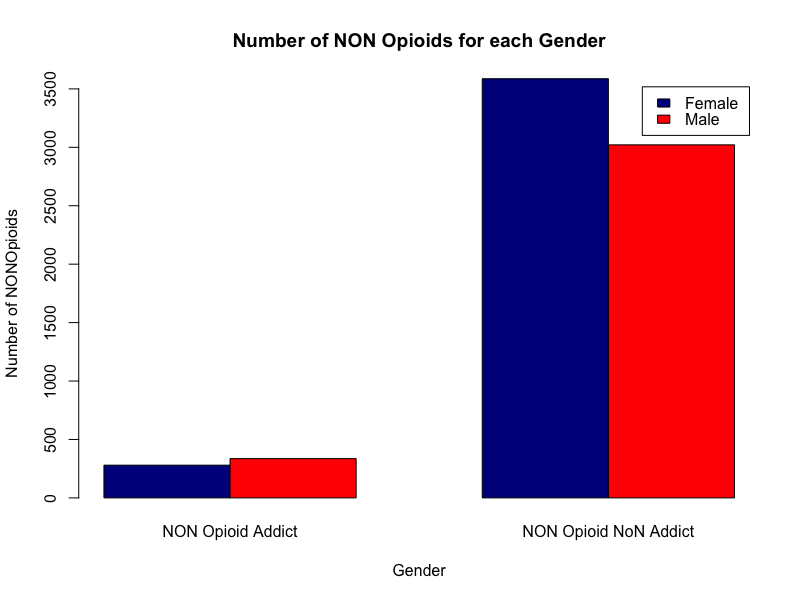 Number of NON Opioids for each Gender
Number of NONOpioids
3500
3000
2500
2000
1500
1000
500
0
Female
Male
NON Opioid Addict
NON Opioid NoN Addict
Gender